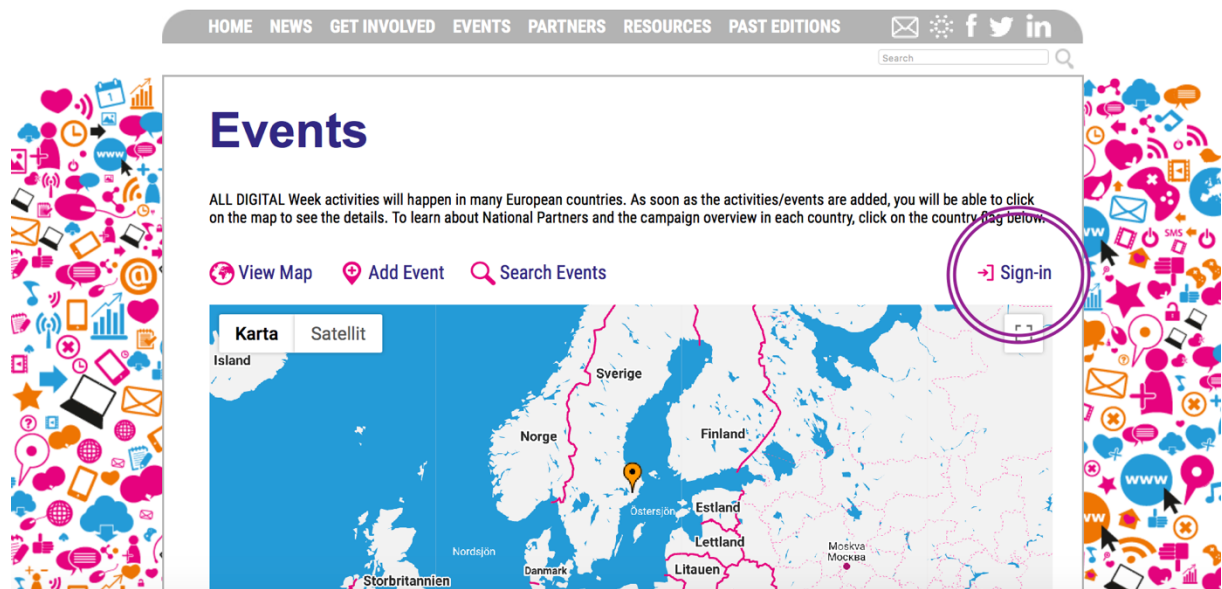 HOME NEWS GET INVOLVED EVENTS PARTNERS RESOURCES PAST EDITIONS
Search
Events
ALL DIGITAL Week activities will happen in many European countries. As soon as the activities/events are added, you will be able to click
on the map to see the details. To learn about National Partners and the campaign overview in each country, click on the country flag below.
View Map Add Event Search Events Sign-in
Karta Satellit
Island
Sverige
Norge
Finland
Östersjön
Estland
Nordsjön
Lettland
Moskva
Москва
Danmark
Litauen
Storbritannien
www
www
SMS